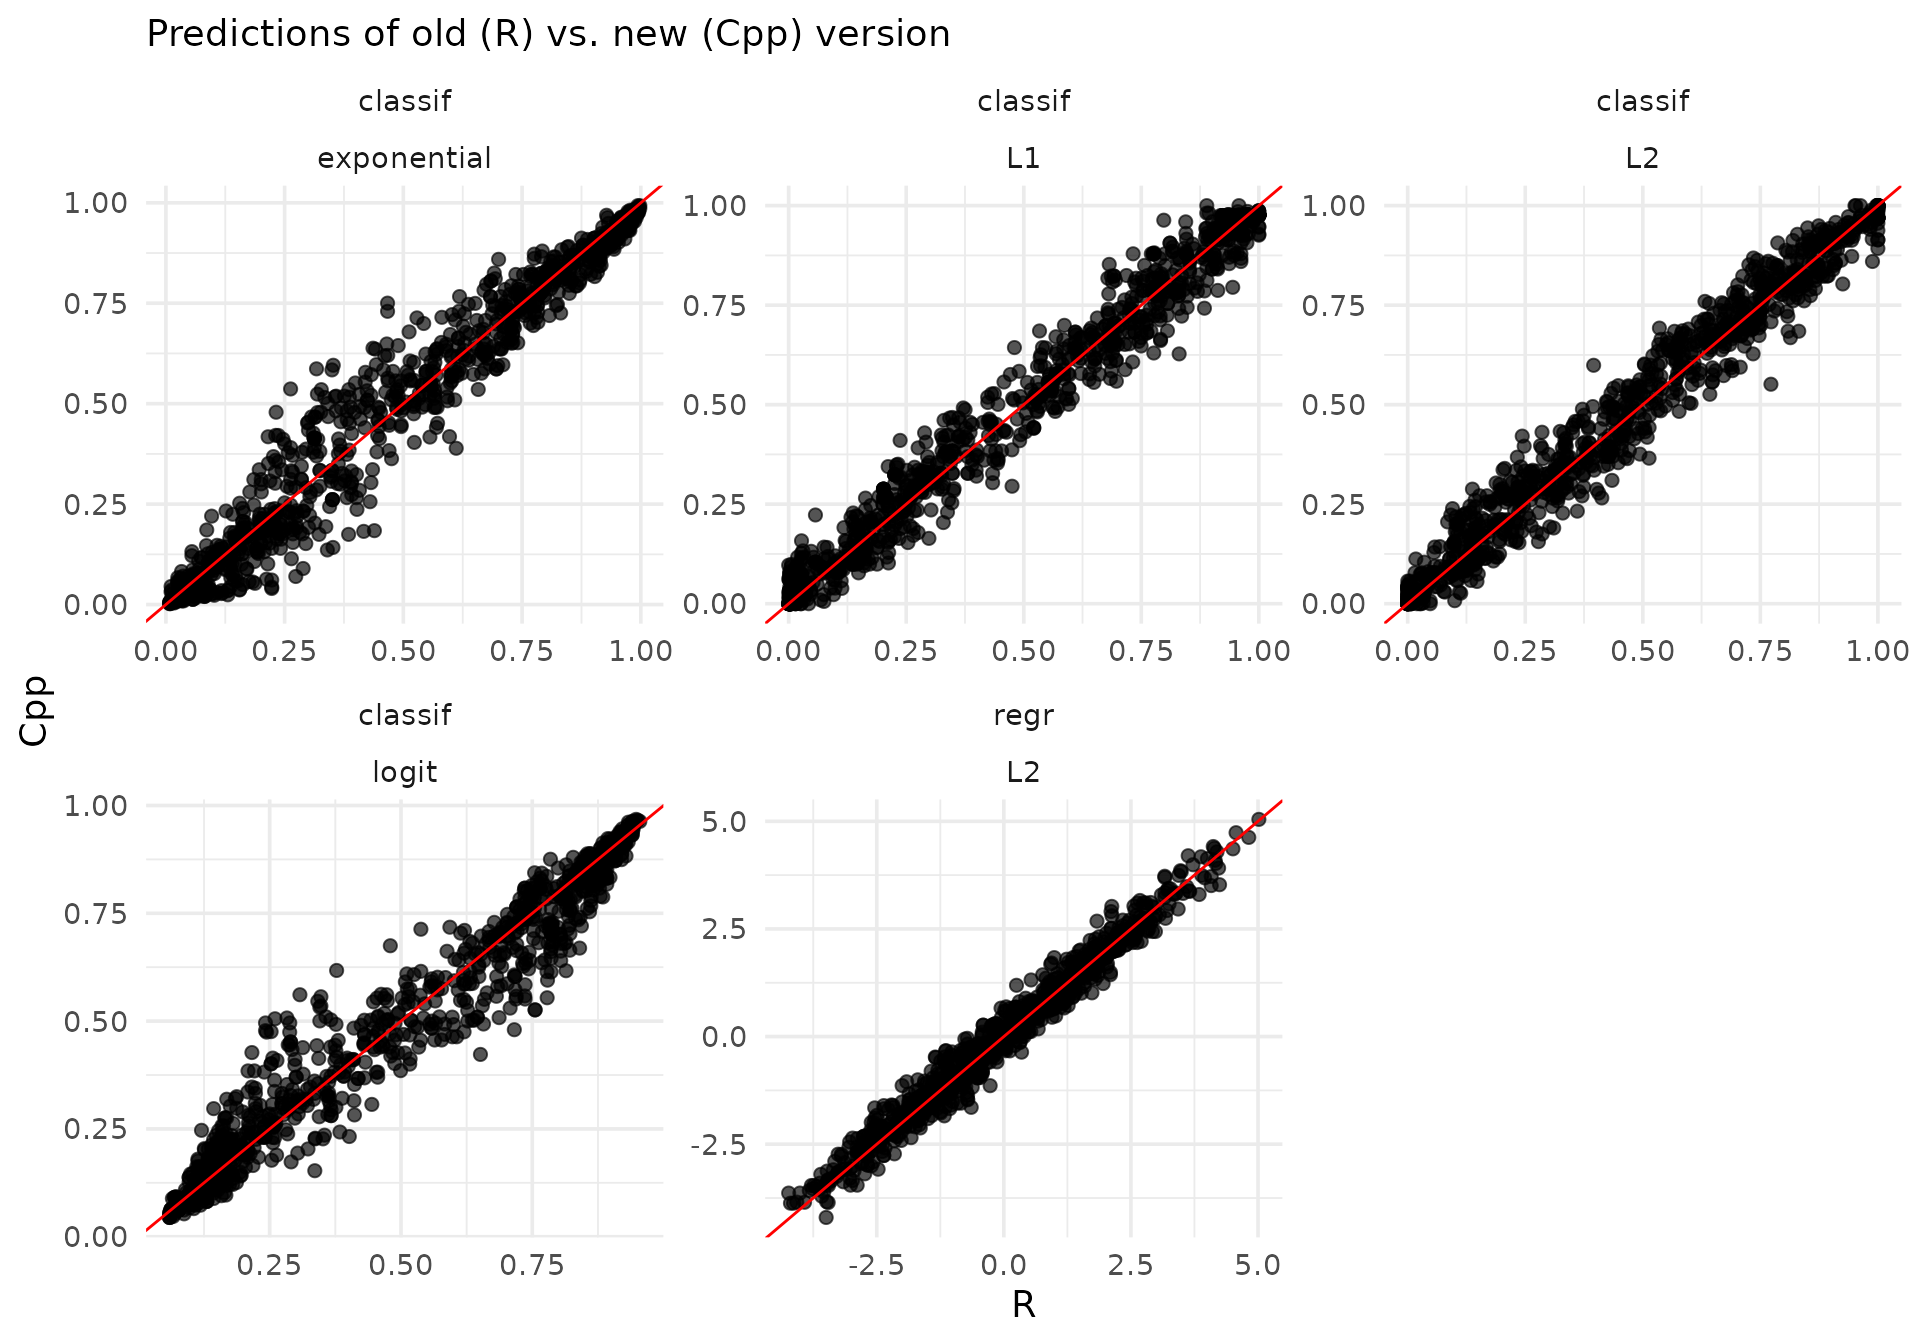 Predictions of old (R) vs. new (Cpp) version
classif classif classif
exponential L1 L2
1.00 1.00 1.00
0.75 0.75 0.75
0.50 0.50 0.50
0.25 0.25 0.25
0.00 0.00 0.00
0.00 0.25 0.50 0.75 1.00 0.00 0.25 0.50 0.75 1.00 0.00 0.25 0.50 0.75 1.00
Cpp
classif regr
logit L2
1.00 5.0
0.75 2.5
0.50 0.0
0.25 -2.5
0.00
0.25 0.50 0.75 -2.5 0.0 2.5 5.0
R